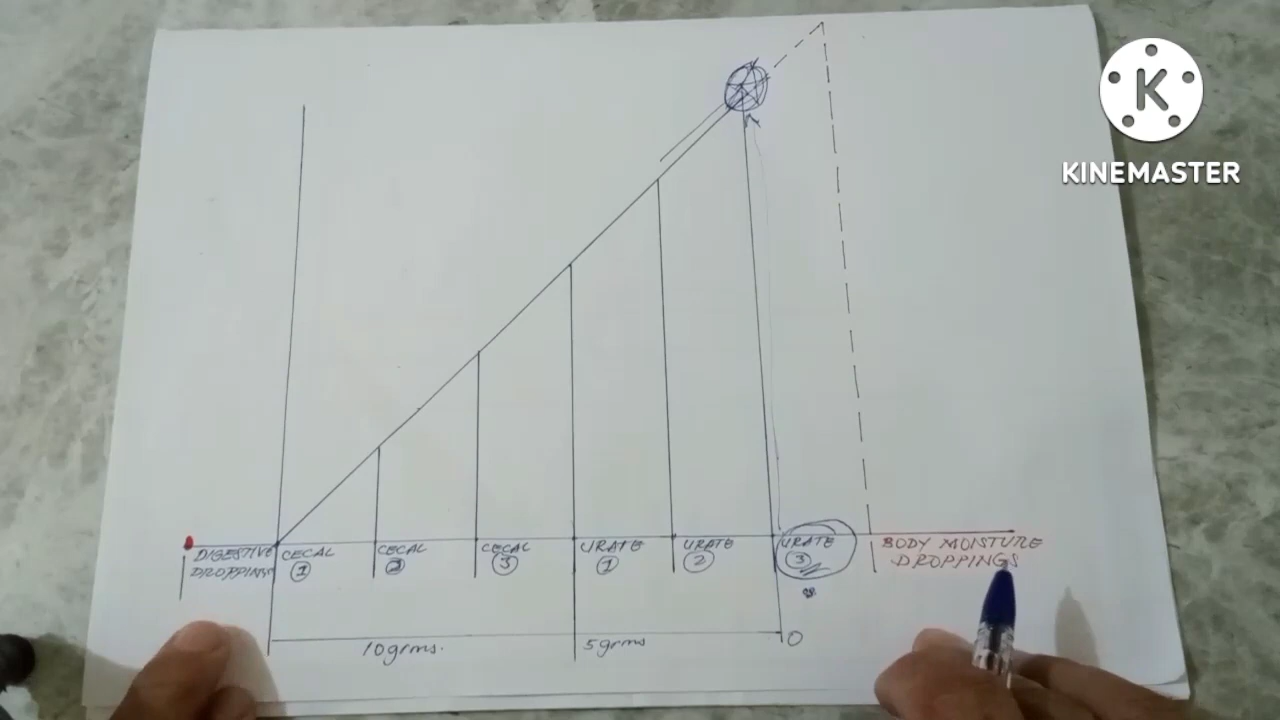 K
KINEMASTER
DIGESTIVE
DROPPINGS
CECAL
1
CECAL
2
CECAL
3
URATE
1
URATE
2
URATE
3
BODY MOISTURE
DROPPINGS
10grms.
5grms
0